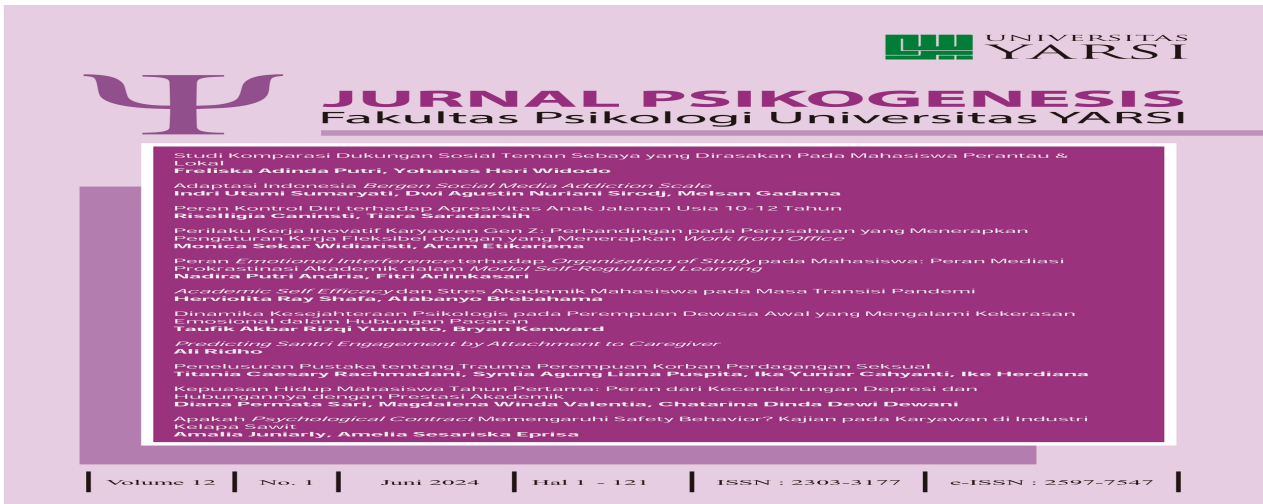 UNIVERSITAS
YARSI
Ψ
JURNAL PSIKOGENESIS
Fakultas Psikologi Universitas YARSI
Studi Komparasi Dukungan Sosial Teman Sebaya yang Dirasakan Pada Mahasiswa Perantau &
Lokal
Freliska Adinda Putri, Yohanes Heri Widodo
Adaptasi Indonesia Bergen Social Media Addiction Scale
Indri Utami Sumaryati, Dwi Agustin Nuriani Sirodj, Melsan Gadama
Peran Kontrol Diri terhadap Agresivitas Anak Jalanan Usia 10-12 Tahun
Riselligia Caninsti, Tiara Saradarsih
Perilaku Kerja Inovatif Karyawan Gen Z: Perbandingan pada Perusahaan yang Menerapkan
Pengaturan Kerja Fleksibel dengan yang Menerapkan Work from Office
Monica Sekar Widiaristi, Arum Etikariena
Peran Emotional Interference terhadap Organization of Study pada Mahasiswa: Peran Mediasi
Prokrastinasi Akademik dalam Model Self-Regulated Learning
Nadira Putri Andria, Fitri Arlinkasari
Academic Self Efficacy dan Stres Akademik Mahasiswa pada Masa Transisi Pandemi
Herviolita Ray Shafa, Alabanyo Brebahama
Dinamika Kesejahteraan Psikologis pada Perempuan Dewasa Awal yang Mengalami Kekerasan
Emosional dalam Hubungan Pacaran
Taufik Akbar Rizqi Yunanto, Bryan Kenward
Predicting Santri Engagement by Attachment to Caregiver
Ali Ridho
Penelusuran Pustaka tentang Trauma Perempuan Korban Perdagangan Seksual
Titania Caesary Rachmadani, Syntia Agung Liana Puspita, Ika Yuniar Cahyanti, Ike Herdiana
Kepuasan Hidup Mahasiswa Tahun Pertama: Peran dari Kecenderungan Depresi dan
Hubungannya dengan Prestasi Akademik
Diana Permata Sari, Magdalena Winda Valentia, Chatarina Dinda Dewi Dewani
Apakah Psychological Contract Memengaruhi Safety Behavior? Kajian pada Karyawan di Industri
Kelapa Sawit
Amalia Juniarly, Amelia Sesariska Eprisa
Volume 12 No. 1 Juni 2024 Hal 1 - 121 ISSN : 2303-3177 e-ISSN : 2597-7547